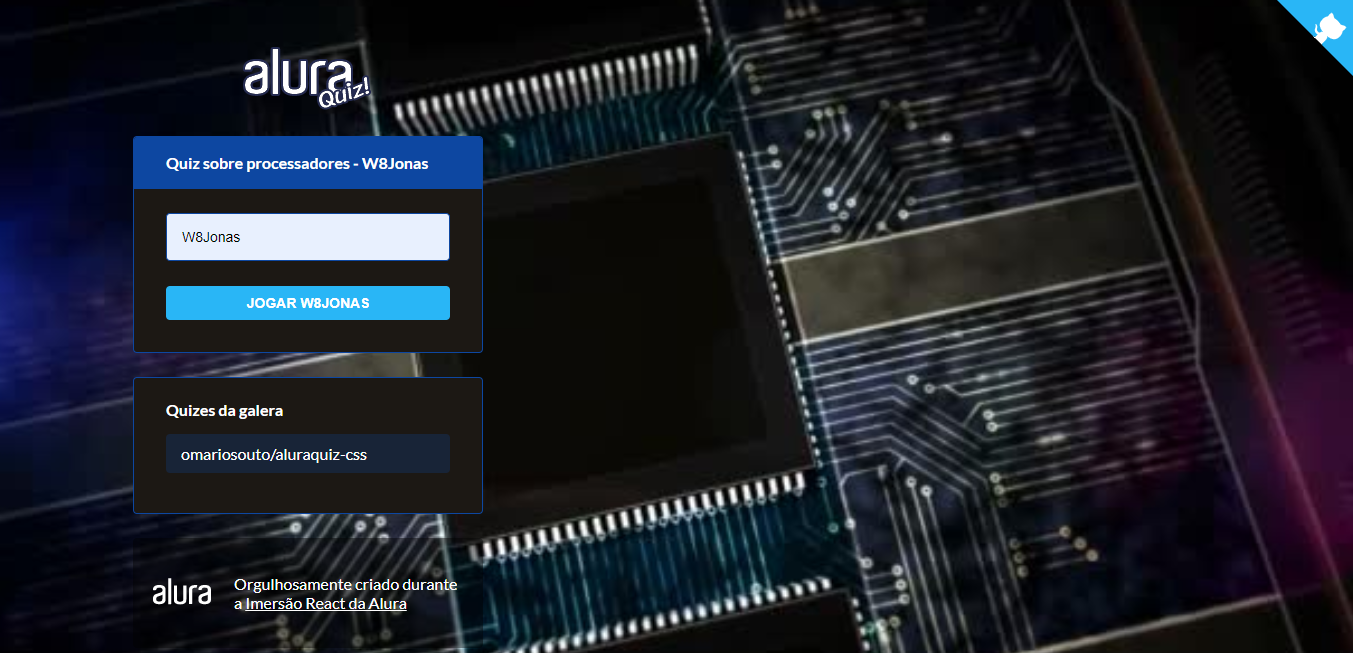 alura
Quiz!
Quiz sobre processadores - W8Jonas
W8Jonas
JOGAR W8JONAS
Quizes da galera
omariosouto/aluraquiz-css
alura
Orgulhosamente criado durante
a Imersão React da Alura